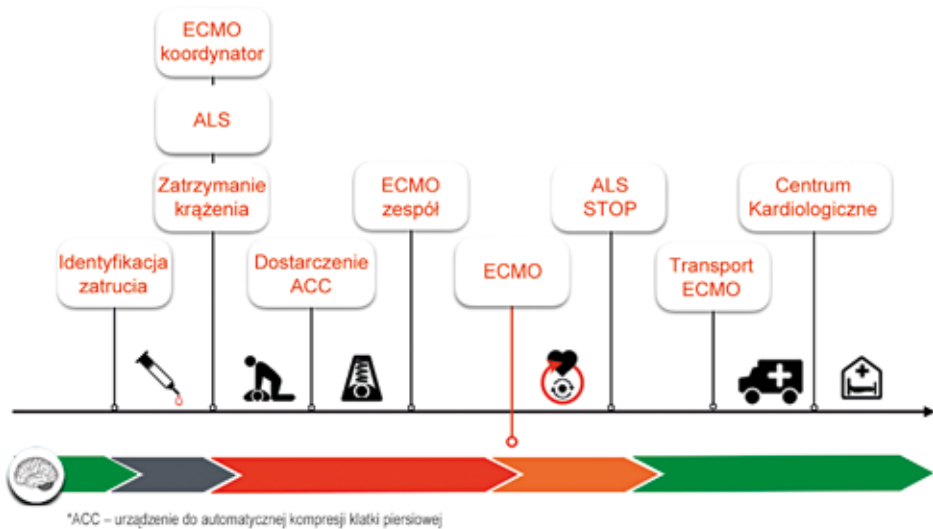 ECMO
koordynator
ALS
Zatrzymanie
krążenia
ECMO
zespół
ALS
STOP
Centrum
Kardiologiczne
Identyfikacja
zatrucia
Dostarczenie
ACC
ECMO
Transport
ECMO
*ACC – urządzenie do automatycznej kompresji klatki piersiowej